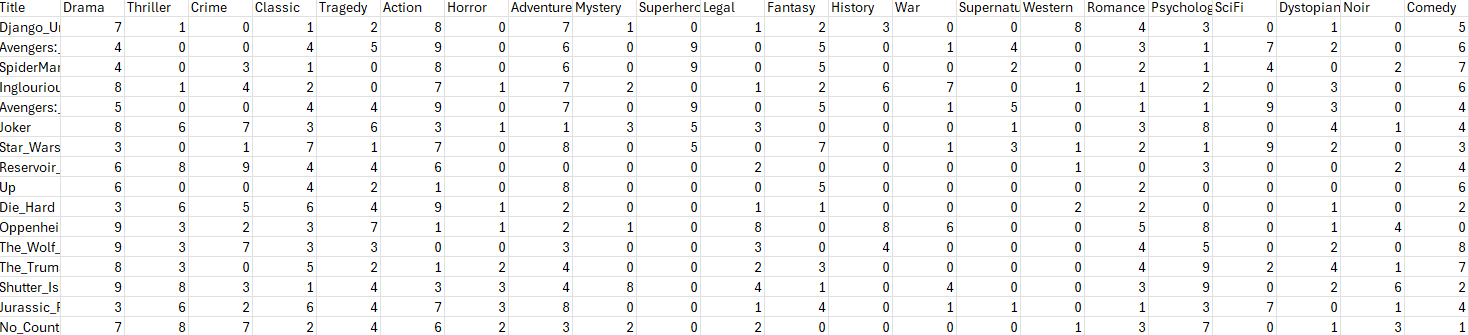 Title Drama Thriller Crime Classic Tragedy Action Horror Adventure Mystery Superherc Legal Fantasy History War Supernatu Western Romance Psycholog SciFi Dystopian Noir Comedy
Django_Ur 7 1 0 1 2 8 0 7 1 0 1 2 3 0 0 8 4 3 0 1 0 5
Avengers:_ 4 0 0 4 5 9 0 6 0 9 0 5 0 1 4 0 3 1 7 2 0 6
SpiderMar 4 0 3 1 0 8 0 6 0 9 0 5 0 0 2 0 2 1 4 0 2 7
Inglouriou 8 1 4 2 0 7 1 7 2 0 1 2 6 7 0 1 1 2 0 3 0 6
Avengers:_ 5 0 0 4 4 9 0 7 0 9 0 5 0 1 5 0 1 1 9 3 0 4
Joker 8 6 7 3 6 3 1 1 3 5 3 0 0 0 1 0 3 8 0 4 1 4
Star_Wars 3 0 1 7 1 7 0 8 0 5 0 7 0 1 3 1 2 1 9 2 0 3
Reservoir_ 6 8 9 4 4 6 0 0 0 0 2 0 0 0 0 1 0 3 0 0 2 4
Up 6 0 0 4 2 1 0 8 0 0 0 5 0 0 0 0 2 0 0 0 0 6
Die_Hard 3 6 5 6 4 9 1 2 0 0 1 1 0 0 0 2 2 0 0 1 0 2
Oppenhei 9 3 2 3 7 1 1 2 1 0 8 0 8 6 0 0 5 8 0 1 4 0
The_Wolf_ 9 3 7 3 3 0 0 3 0 0 3 0 4 0 0 0 4 5 0 2 0 8
The_Trum 8 3 0 5 2 1 2 4 0 0 2 3 0 0 0 0 4 9 2 4 1 7
Shutter_Is 9 8 3 1 4 3 3 4 8 0 4 1 0 4 0 0 3 9 0 2 6 2
Jurassic_F 3 6 2 6 4 7 3 8 0 0 1 4 0 1 1 0 1 3 7 0 1 4
No_Count 7 8 7 2 4 6 2 3 2 0 2 0 0 0 0 1 3 7 0 1 3 1